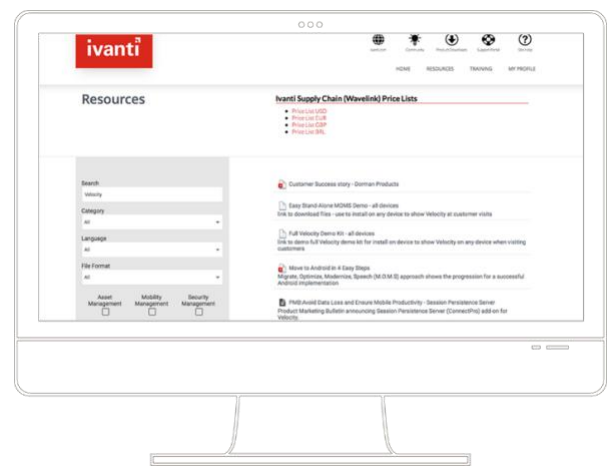 ivanti
Community
Support Portal
HOME RESOURCES TRAINING MY PROFILE
Resources
Ivanti Supply Chain (Wavelink) Price Lists
Price List USD
Price List EUR
Price List GBP
Price List BRL
Search
Velocity
Category
All
Language
All
File Format
All
Asset Management
Mobility Management
Security Management
Customer Success story - Dorman Products
Easy Stand-Alone MDMS Demo - all devices
link to download files - use to install on any device to show Velocity at customer visits
Full Velocity Demo Kit - all devices
link to demo full Velocity demo kit for install on device to show Velocity on any device when visiting
customers
Move to Android in 4 Easy Steps
Migrate, Optimize, Modernize, Speech (M.O.M.S) approach shows the progression for a successful
Android implementation
PMB:Avoid Data Loss and Ensure Mobile Productivity - Session Persistence Server
Product Marketing Bulletin announcing Session Persistence Server (ConnectPro) add-on for
Velocity